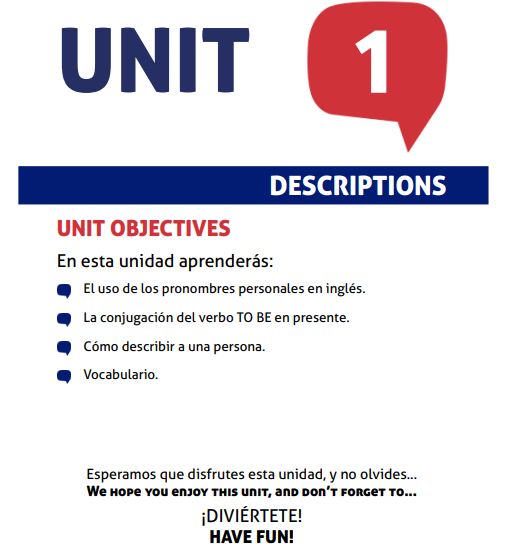 UNIT 1
DESCRIPTIONS
UNIT OBJECTIVES
En esta unidad aprenderás:
El uso de los pronombres personales en inglés.
La conjugación del verbo TO BE en presente.
Cómo describir a una persona.
Vocabulario.
Esperamos que disfrutes esta unidad, y no olvides...
We hope you enjoy this unit, and don't forget to...
¡DIVIÉRTETE!
HAVE FUN!